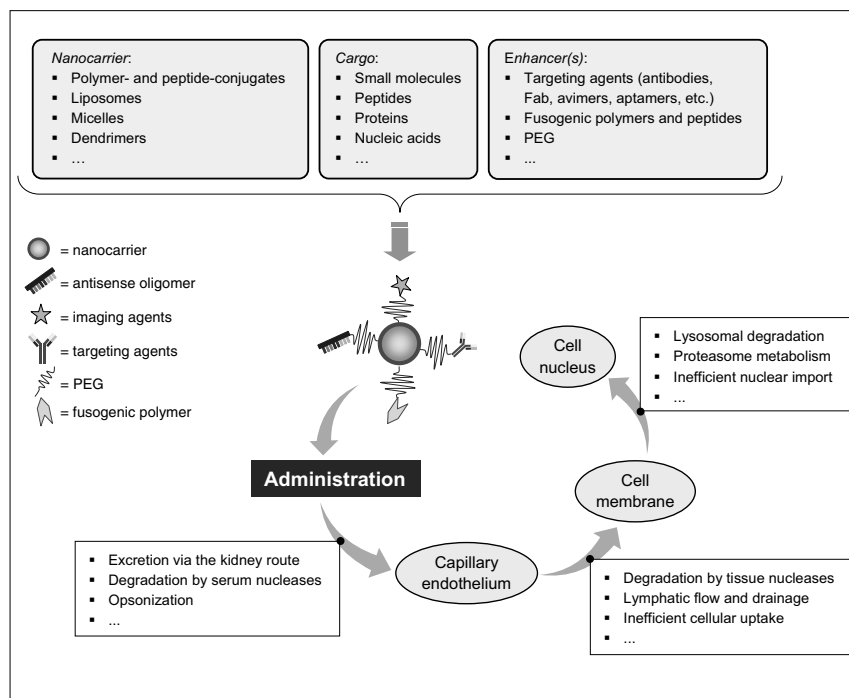 Nanocarrier:
▪ Polymer- and peptide-conjugates
▪ Liposomes
▪ Micelles
▪ Dendrimers
▪ …
Cargo:
▪ Small molecules
▪ Peptides
▪ Proteins
▪ Nucleic acids
▪ …
Enhancer(s):
▪ Targeting agents (antibodies,
Fab, avimers, aptamers, etc.)
▪ Fusogenic polymers and peptides
▪ PEG
▪ ...
= nanocarrier
= antisense oligomer
= imaging agents
= targeting agents
= PEG
= fusogenic polymer
Administration
▪ Excretion via the kidney route
▪ Degradation by serum nucleases
▪ Opsonization
▪ ...
Capillary
endothelium
▪ Degradation by tissue nucleases
▪ Lymphatic flow and drainage
▪ Inefficient cellular uptake
▪ ...
Cell
membrane
▪ Lysosomal degradation
▪ Proteasome metabolism
▪ Inefficient nuclear import
▪ ...
Cell
nucleus